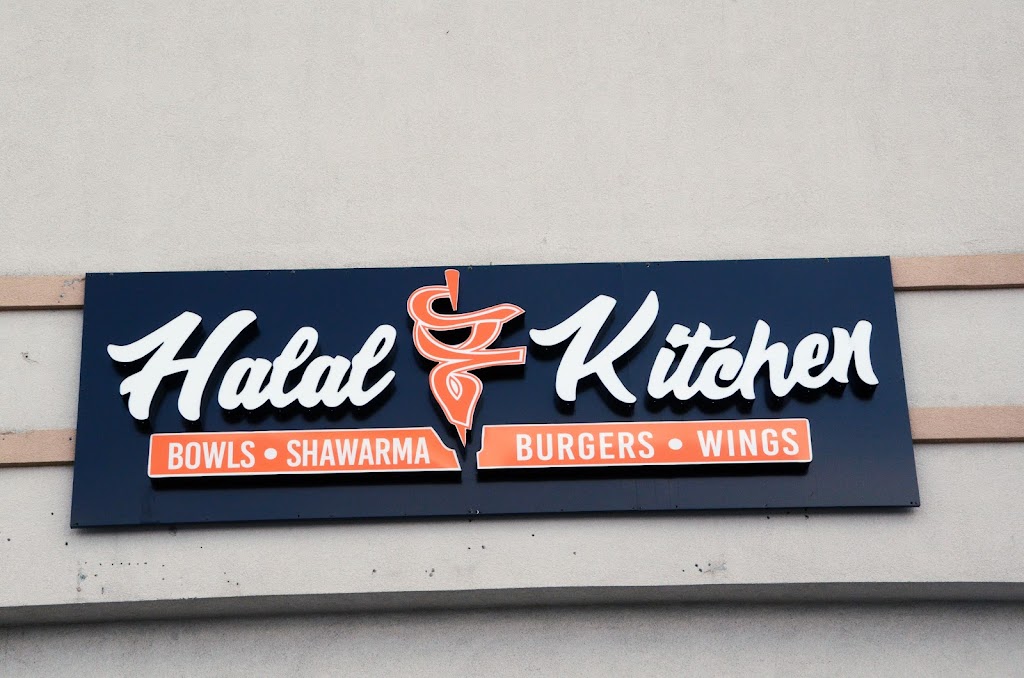 Halal Kitchen
BOWLS • SHAWARMA BURGERS • WINGS